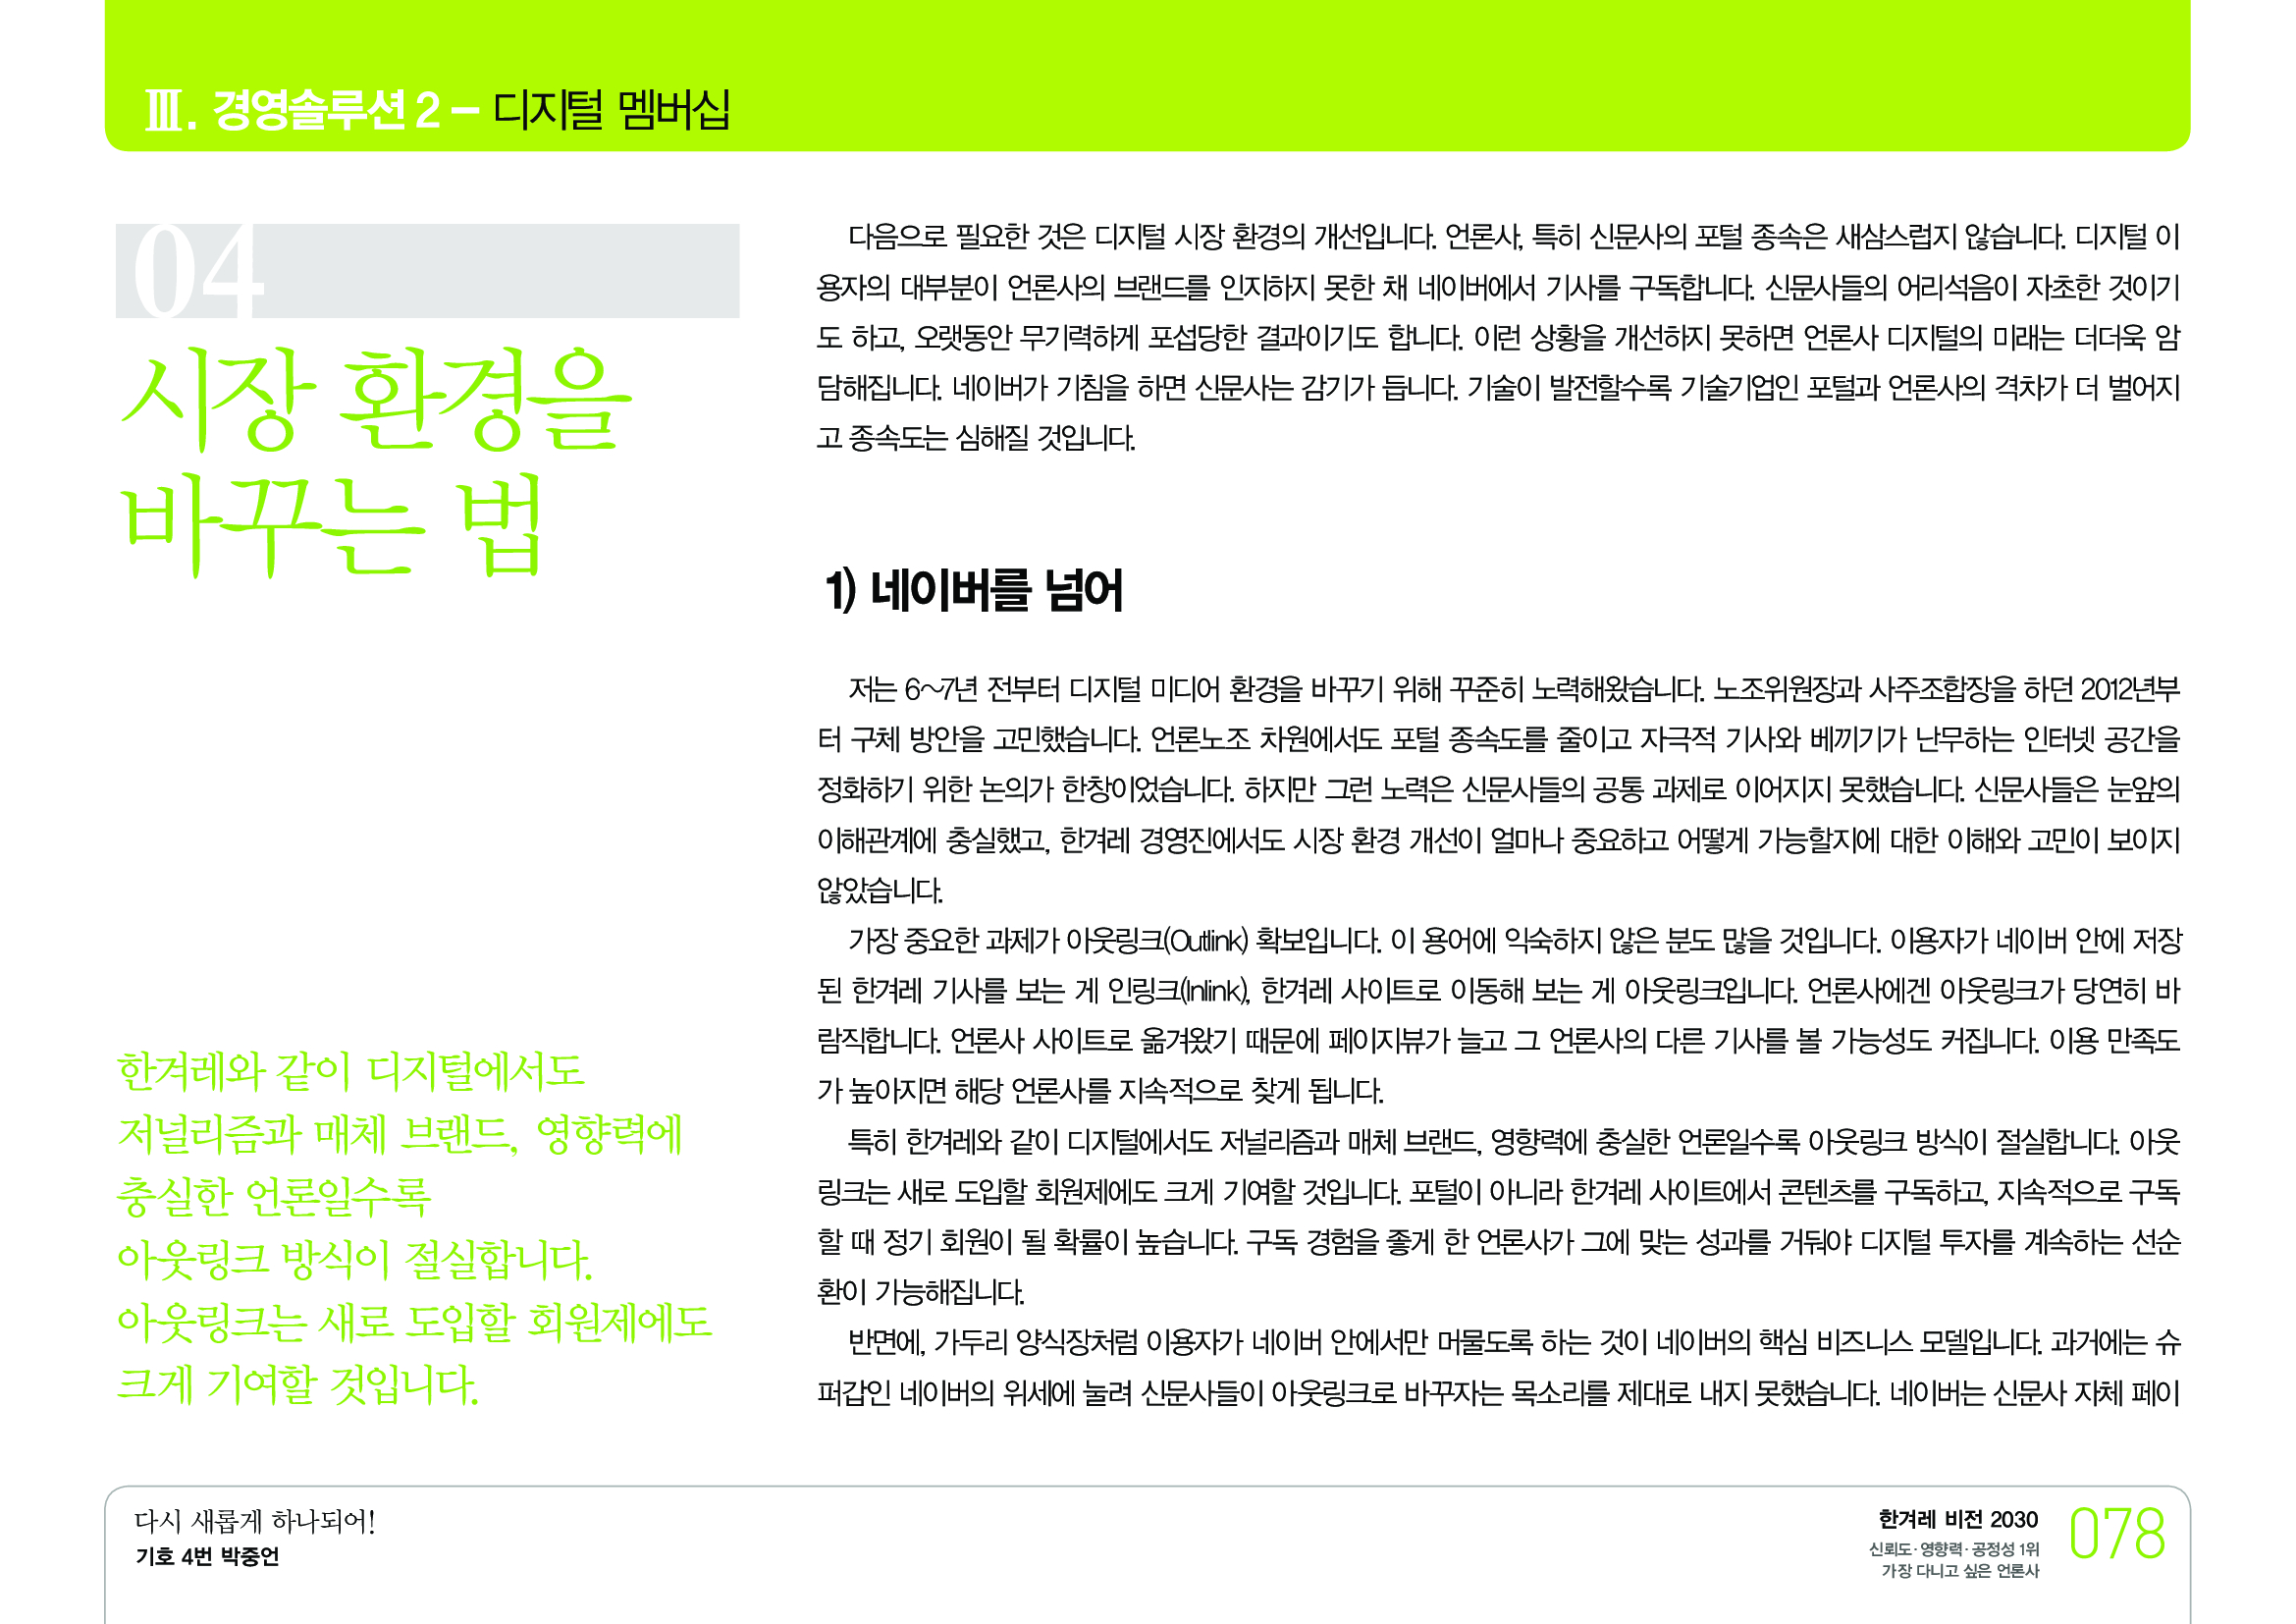 Ⅲ. 경영솔루션 2 – 디지털 멤버십
04
시장 환경을
바꾸는 법
한겨레와 같이 디지털에서도
저널리즘과 매체 브랜드, 영향력에
충실한 언론일수록
아웃링크 방식이 절실합니다.
아웃링크는 새로 도입할 회원제에도
크게 기여할 것입니다.
다음으로 필요한 것은 디지털 시장 환경의 개선입니다. 언론사, 특히 신문사의 포털 종속은 새삼스럽지 않습니다. 디지털 이
용자의 대부분이 언론사의 브랜드를 인지하지 못한 채 네이버에서 기사를 구독합니다. 신문사들의 어리석음이 자초한 것이기
도 하고, 오랫동안 무기력하게 포섭당한 결과이기도 합니다. 이런 상황을 개선하지 못하면 언론사 디지털의 미래는 더더욱 암
담해집니다. 네이버가 기침을 하면 신문사는 감기가 듭니다. 기술이 발전할수록 기술기업인 포털과 언론사의 격차가 더 벌어지
고 종속도는 심해질 것입니다.
1) 네이버를 넘어
저는 6~7년 전부터 디지털 미디어 환경을 바꾸기 위해 꾸준히 노력해왔습니다. 노조위원장과 사주조합장을 하던 2012년부
터 구체 방안을 고민했습니다. 언론노조 차원에서도 포털 종속도를 줄이고 자극적 기사와 베끼기가 난무하는 인터넷 공간을
정화하기 위한 논의가 한창이었습니다. 하지만 그런 노력은 신문사들의 공통 과제로 이어지지 못했습니다. 신문사들은 눈앞의
이해관계에 충실했고, 한겨레 경영진에서도 시장 환경 개선이 얼마나 중요하고 어떻게 가능할지에 대한 이해와 고민이 보이지
않았습니다.
가장 중요한 과제가 아웃링크(Outlink) 확보입니다. 이 용어에 익숙하지 않은 분도 많을 것입니다. 이용자가 네이버 안에 저장
된 한겨레 기사를 보는 게 인링크(Inlink), 한겨레 사이트로 이동해 보는 게 아웃링크입니다. 언론사에겐 아웃링크가 당연히 바
람직합니다. 언론사 사이트로 옮겨왔기 때문에 페이지뷰가 늘고 그 언론사의 다른 기사를 볼 가능성도 커집니다. 이용 만족도
가 높아지면 해당 언론사를 지속적으로 찾게 됩니다.
특히 한겨레와 같이 디지털에서도 저널리즘과 매체 브랜드, 영향력에 충실한 언론일수록 아웃링크 방식이 절실합니다. 아웃
링크는 새로 도입할 회원제에도 크게 기여할 것입니다. 포털이 아니라 한겨레 사이트에서 콘텐츠를 구독하고, 지속적으로 구독
할 때 정기 회원이 될 확률이 높습니다. 구독 경험을 좋게 한 언론사가 그에 맞는 성과를 거둬야 디지털 투자를 계속하는 선순
환이 가능해집니다.
반면에, 가두리 양식장처럼 이용자가 네이버 안에서만 머물도록 하는 것이 네이버의 핵심 비즈니스 모델입니다. 과거에는 슈
퍼갑인 네이버의 위세에 눌려 신문사들이 아웃링크로 바꾸자는 목소리를 제대로 내지 못했습니다. 네이버는 신문사 자체 페이
다시 새롭게 하나되어!
기호 4번 박중언
한겨레 비전 2030
신뢰도·영향력·공정성 1위
가장 다니고 싶은 언론사
078